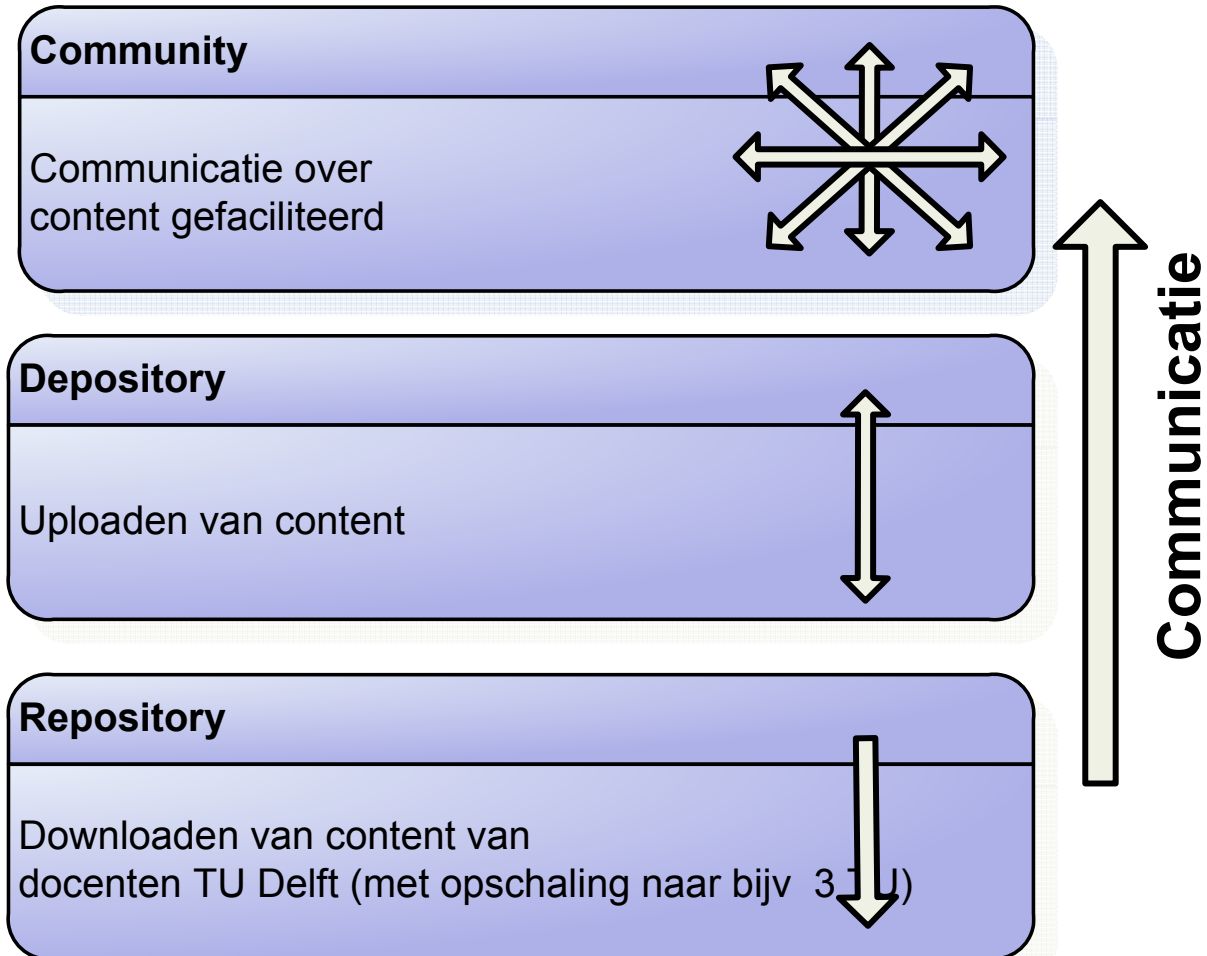 Community
Communicatie over
content gefaciliteerd
Depository
Uploaden van content
Repository
Downloaden van content van
docenten TU Delft (met opschaling naar bijv 3 TU)
Communicatie